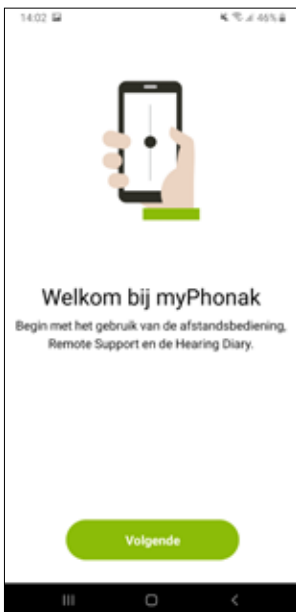 14:02
46%
Welkom bij myPhonak
Begin met het gebruik van de afstandsbediening,
Remote Support en de Hearing Diary.
Volgende